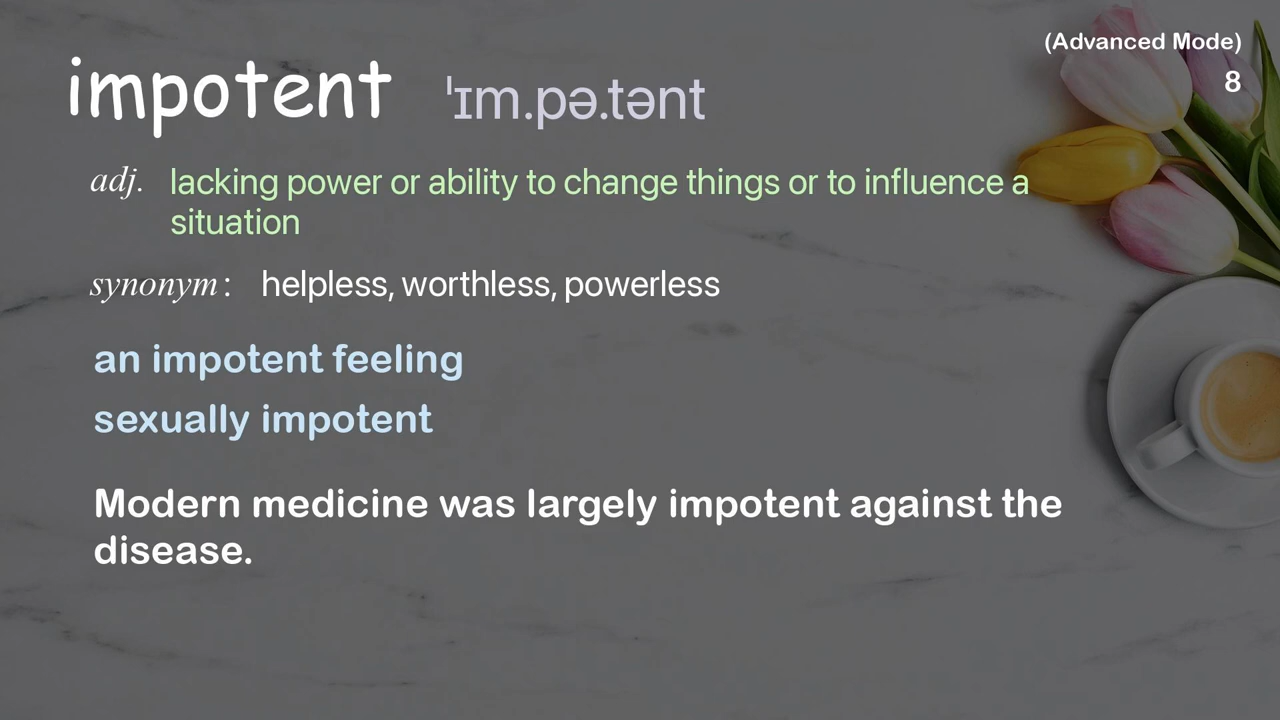 (Advanced Mode)
8
impotent ˈɪm.pə.tənt
adj. lacking power or ability to change things or to influence a
situation
synonym: helpless, worthless, powerless
an impotent feeling
sexually impotent
Modern medicine was largely impotent against the
disease.